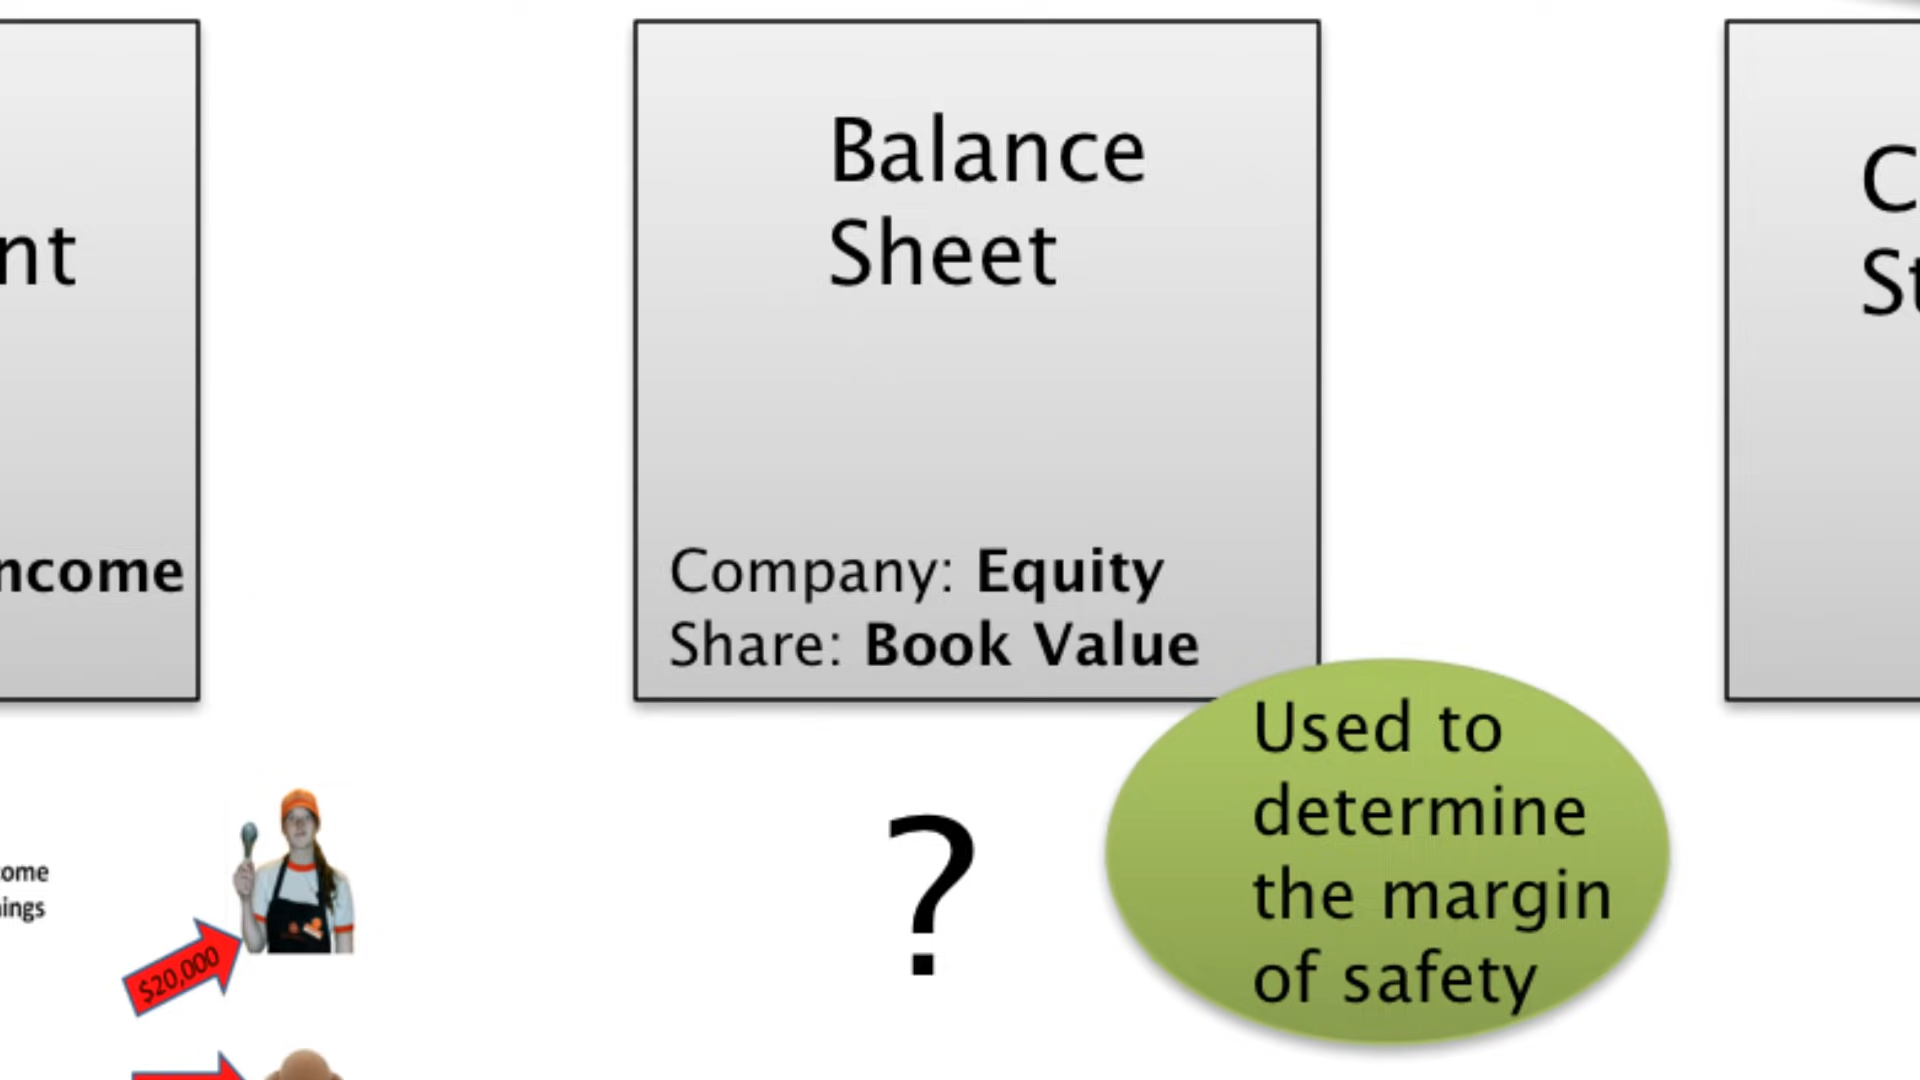 nt
ncome
Balance
Sheet
Company: Equity
Share: Book Value
C
St
Used to
determine
the margin
of safety
?
ome
ings
$20,000